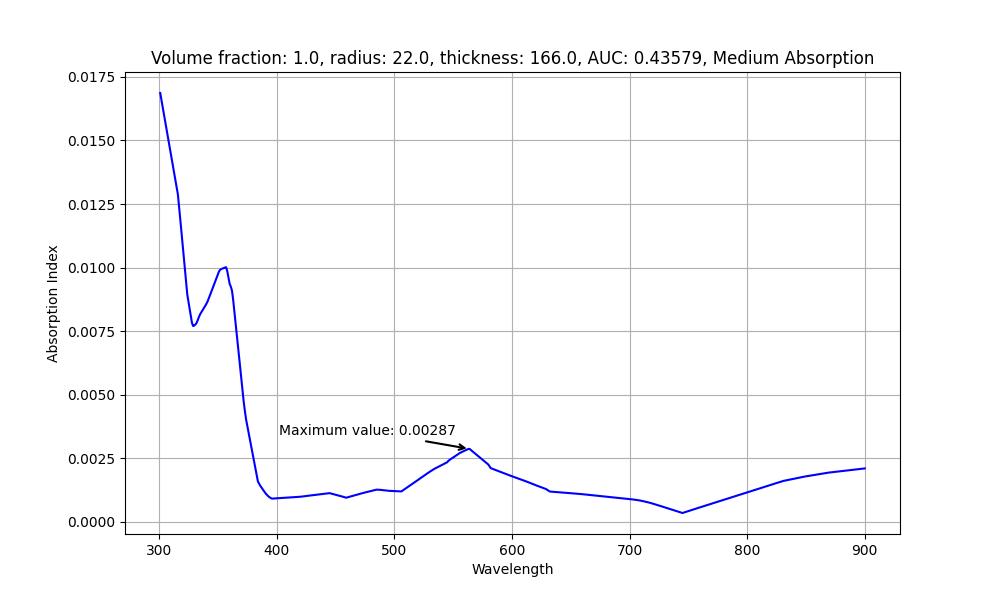 Volume fraction: 1.0, radius: 22.0, thickness: 166.0, AUC: 0.43579, Medium Absorption
0.0175
0.0150
0.0125
0.0100
0.0075
0.0050
0.0025
0.0000
Absorption Index
Maximum value: 0.00287
300 400 500 600 700 800 900
Wavelength